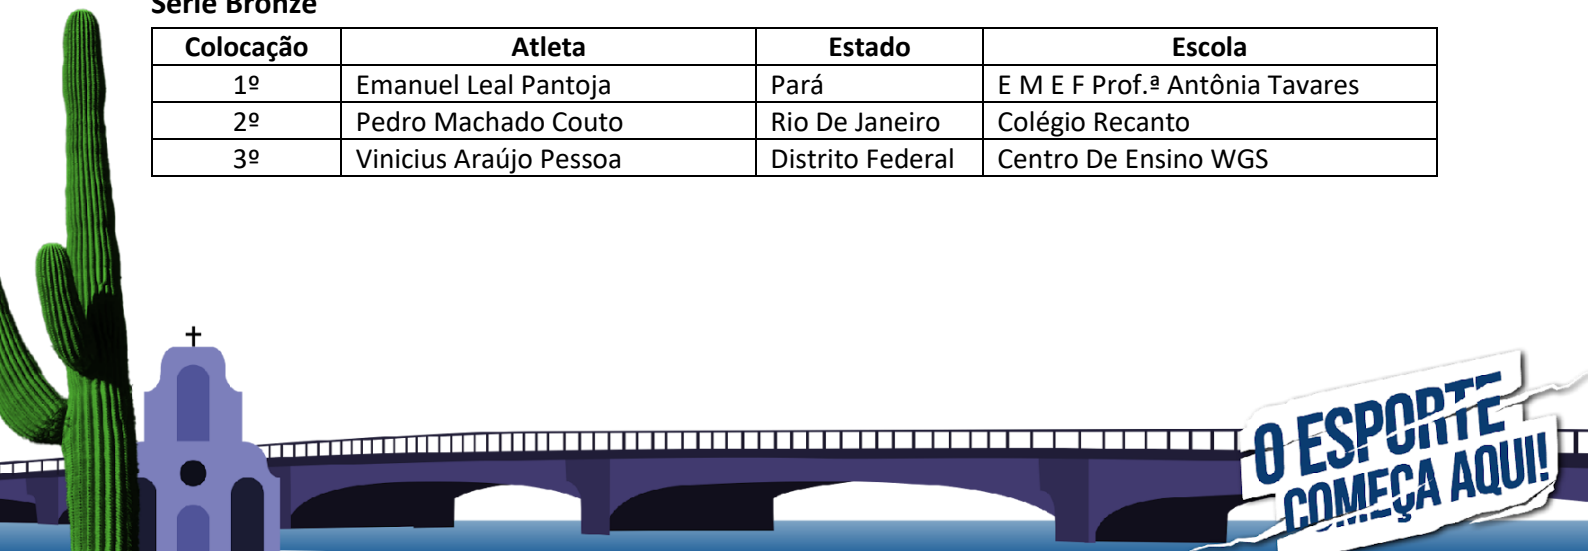 Série Bronze
Colocação Atleta Estado Escola
1º Emanuel Leal Pantoja Pará E M E F Prof.ª Antônia Tavares
2º Pedro Machado Couto Rio De Janeiro Colégio Recanto
3º Vinicius Araújo Pessoa Distrito Federal Centro De Ensino WGS
O ESPORTE
COMEÇA AQUI!